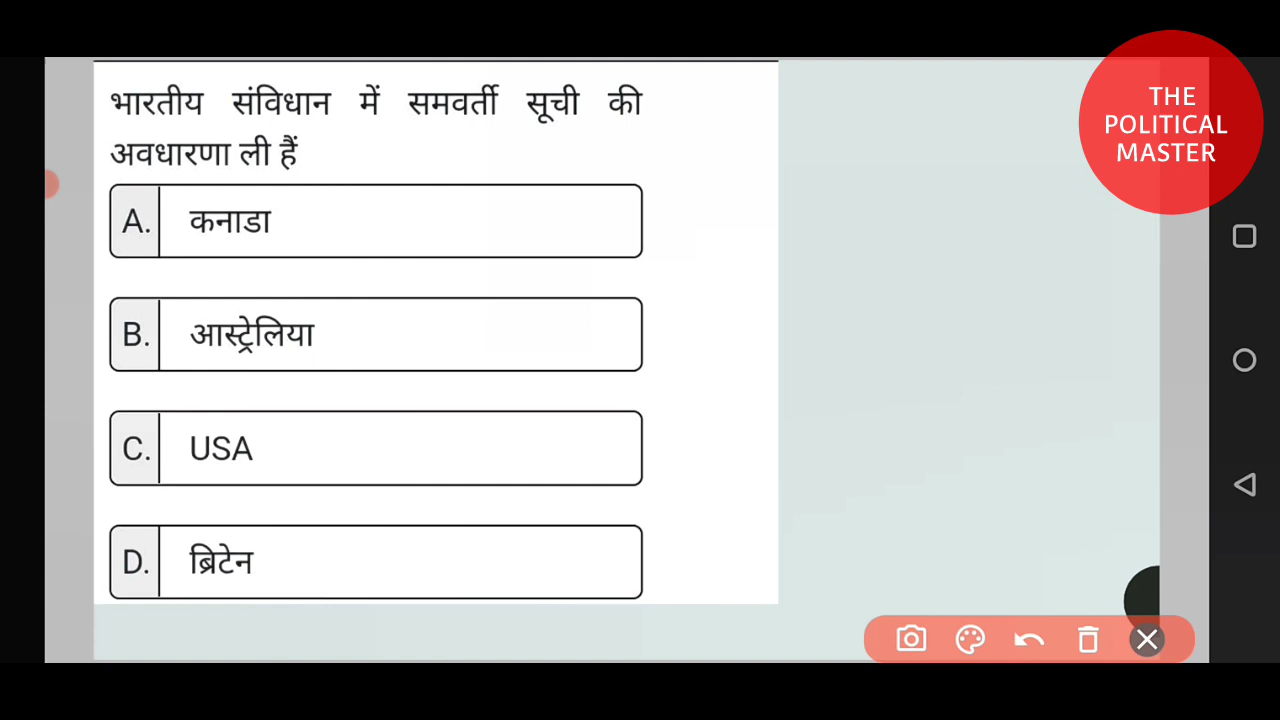 THE
POLITICAL
MASTER
भारतीय संविधान में समवर्ती सूची की
अवधारणा ली हैं
A. कनाडा
B. आस्ट्रेलिया
C. USA
D. ब्रिटेन